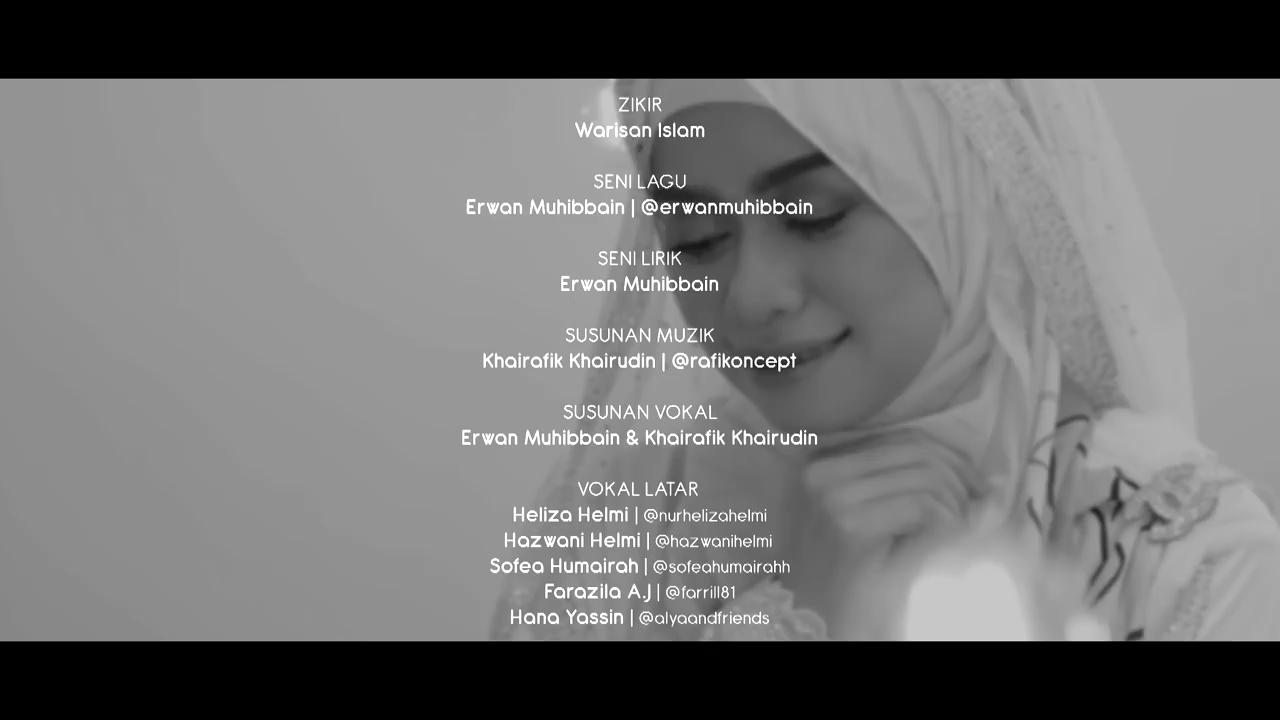 ZIKIR
Warisan Islam
SENI LAGU
Erwan Muhibbain | @erwanmuhibbain
SENI LIRIK
Erwan Muhibbain
SUSUNAN MUZIK
Khairafik Khairudin | @rafikoncept
SUSUNAN VOKAL
Erwan Muhibbain & Khairafik Khairudin
VOKAL LATAR
Heliza Helmi | @nurhelizahelmi
Hazwani Helmi | @hazwanihelmi
Sofea Humairah | @sofeahumairahh
Farazila A.J | @farrill81
Hana Yassin | @alyaandfriends